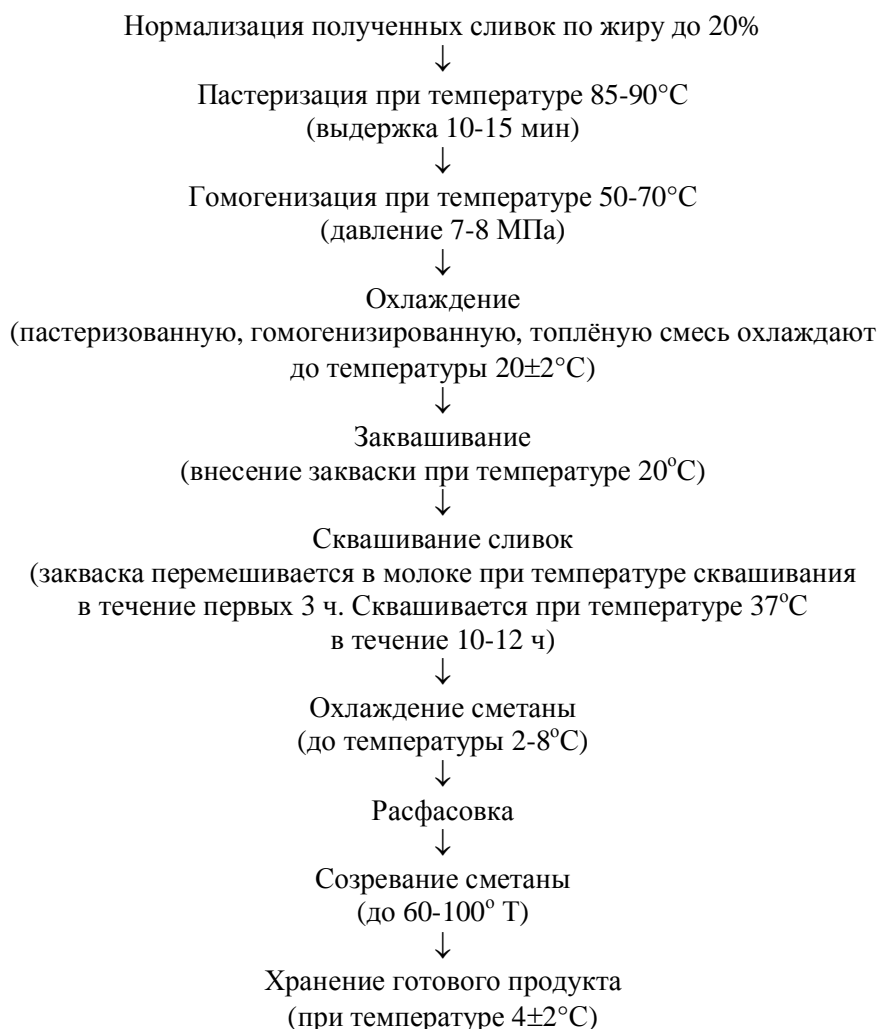 Нормализация полученных сливок по жиру до 20%
↓
Пастеризация при температуре 85-90°С
(выдержка 10-15 мин)
↓
Гомогенизация при температуре 50-70°С
(давление 7-8 МПа)
↓
Охлаждение
(пастеризованную, гомогенизированную, топлёную смесь охлаждают
до температуры 20±2°С)
↓
Заквашивание
(внесение закваски при температуре 20°С)
↓
Сквашивание сливок
(закваска перемешивается в молоке при температуре сквашивания
в течение первых 3 ч. Сквашивается при температуре 37°С
в течение 10-12 ч)
↓
Охлаждение сметаны
(до температуры 2-8°С)
↓
Расфасовка
↓
Созревание сметаны
(до 60-100° Т)
↓
Хранение готового продукта
(при температуре 4±2°С)